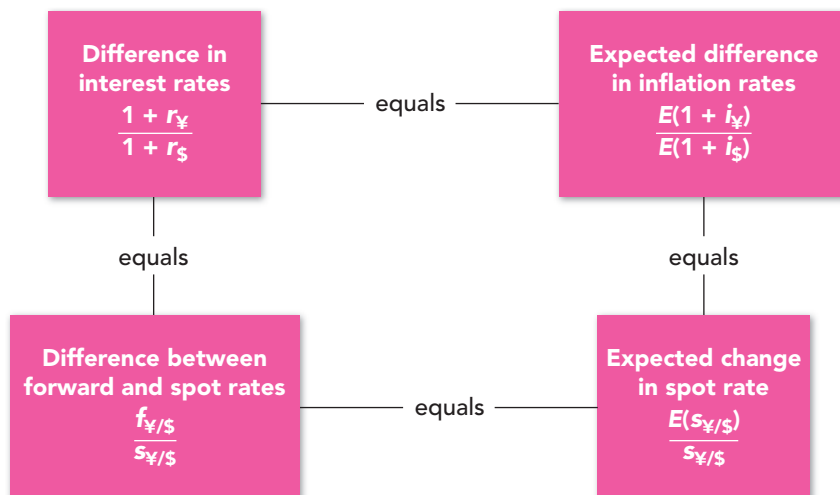 Difference in
interest rates
1 + r¥
1 + r$
equals
Expected difference
in inflation rates
E(1 + i¥)
E(1 + i$)
equals
equals
Difference between
forward and spot rates
f¥/$
s¥/$
equals
Expected change
in spot rate
E(s¥/$)
s¥/$